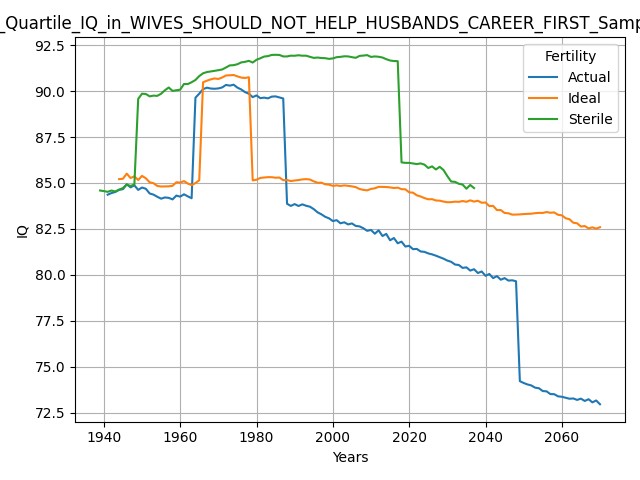 _Quartile_IQ_in_WIVES_SHOULD_NOT_HELP_HUSBANDS_CAREER_FIRST_Samp
92.5
90.0
87.5
85.0
82.5
80.0
77.5
75.0
72.5
IQ
Fertility
Actual
Ideal
Sterile
1940 1960 1980 2000 2020 2040 2060
Years